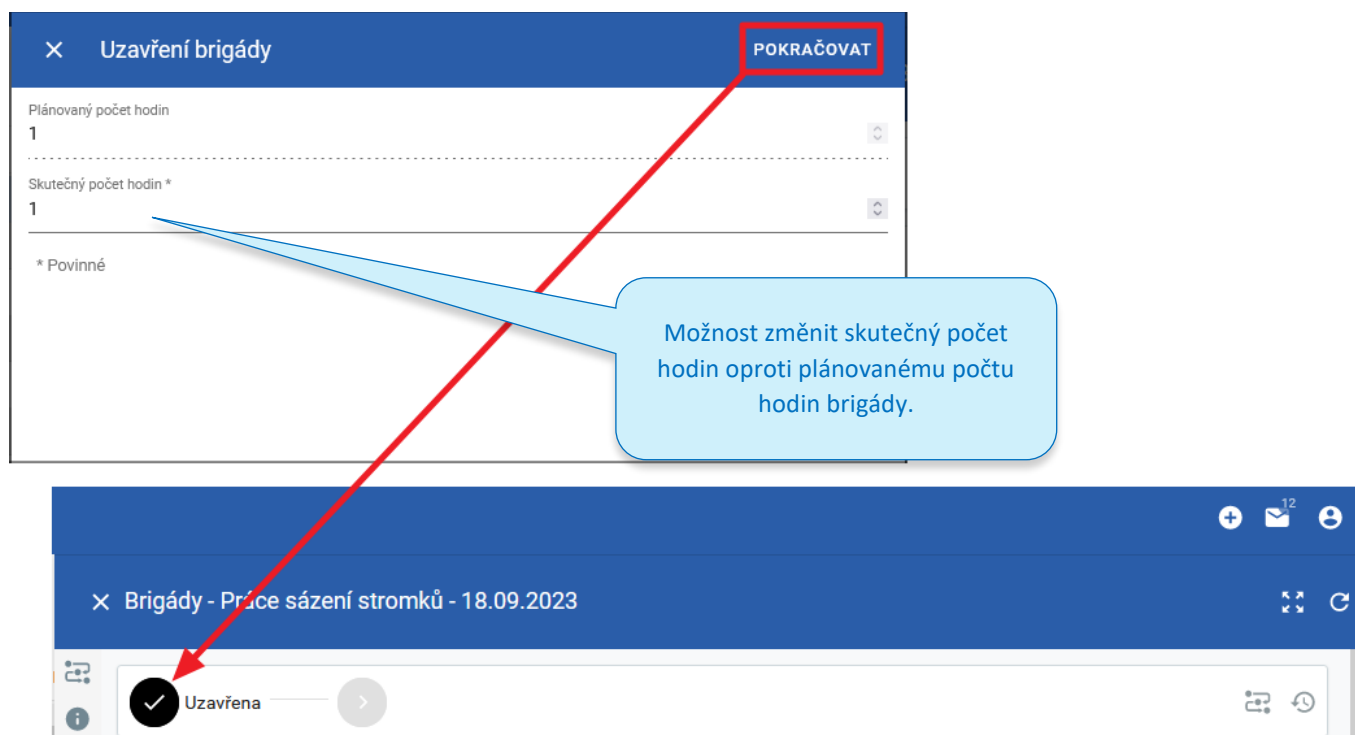 Uzavření brigády
POKRAČOVAT
Plánovaný počet hodin
1
Skutečný počet hodin *
1
* Povinné
Možnost změnit skutečný počet
hodin oproti plánovanému počtu
hodin brigády.
12
Brigády - Práce sázení stromků - 18.09.2023
Uzavřena